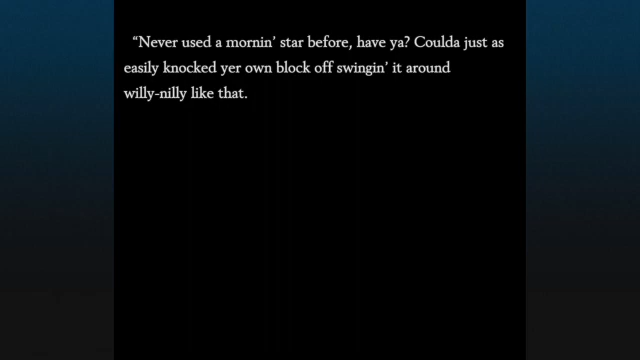 “Never used a mornin’ star before, have ya? Coulda just as
easily knocked yer own block off swingin’ it around
willy-nilly like that.